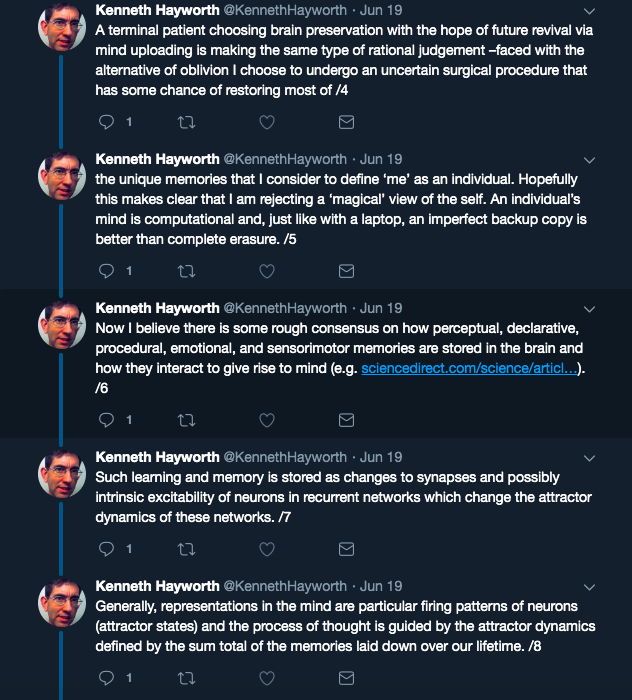 Kenneth Hayworth @KennethHayworth · Jun 19
A terminal patient choosing brain preservation with the hope of future revival via
mind uploading is making the same type of rational judgement –faced with the
alternative of oblivion I choose to undergo an uncertain surgical procedure that
has some chance of restoring most of /4
1
Kenneth Hayworth @KennethHayworth · Jun 19
the unique memories that I consider to define ‘me’ as an individual. Hopefully
this makes clear that I am rejecting a ‘magical’ view of the self. An individual’s
mind is computational and, just like with a laptop, an imperfect backup copy is
better than complete erasure. /5
1
Kenneth Hayworth @KennethHayworth · Jun 19
Now I believe there is some rough consensus on how perceptual, declarative,
procedural, emotional, and sensorimotor memories are stored in the brain and
how they interact to give rise to mind (e.g. sciencedirect.com/science/articl...).
/6
1
Kenneth Hayworth @KennethHayworth · Jun 19
Such learning and memory is stored as changes to synapses and possibly
intrinsic excitability of neurons in recurrent networks which change the attractor
dynamics of these networks. /7
1
Kenneth Hayworth @KennethHayworth · Jun 19
Generally, representations in the mind are particular firing patterns of neurons
(attractor states) and the process of thought is guided by the attractor dynamics
defined by the sum total of the memories laid down over our lifetime. /8
1